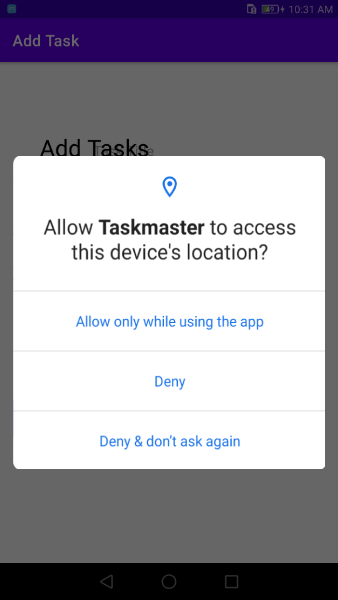 10:31 AM
Add Task
Add Tasks
Allow Taskmaster to access
this device's location?
Allow only while using the app
Deny
Deny & don't ask again